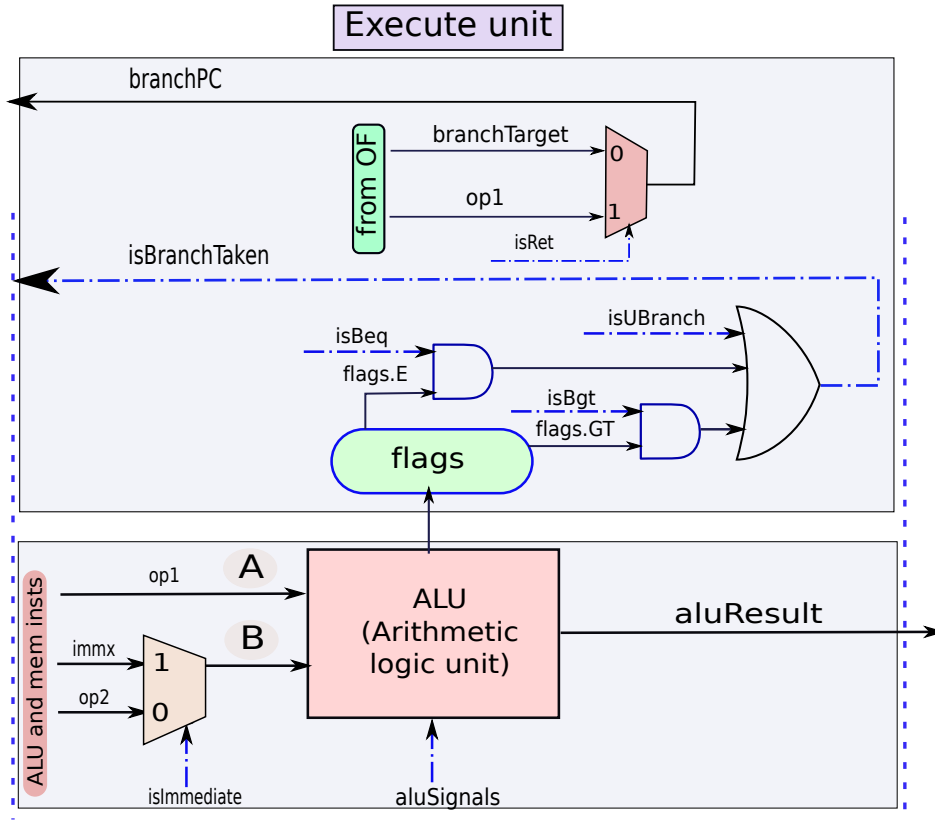 Execute unit
branchPC
from OF
branchTarget
0
op1
1
isRet
isBranchTaken
isUBranch
isBeq
flags.E
isBgt
flags.GT
flags
ALU and mem insts
op1
A
immx
1
B
op2
0
isImmediate
ALU
(Arithmetic
logic unit)
aluSignals
aluResult